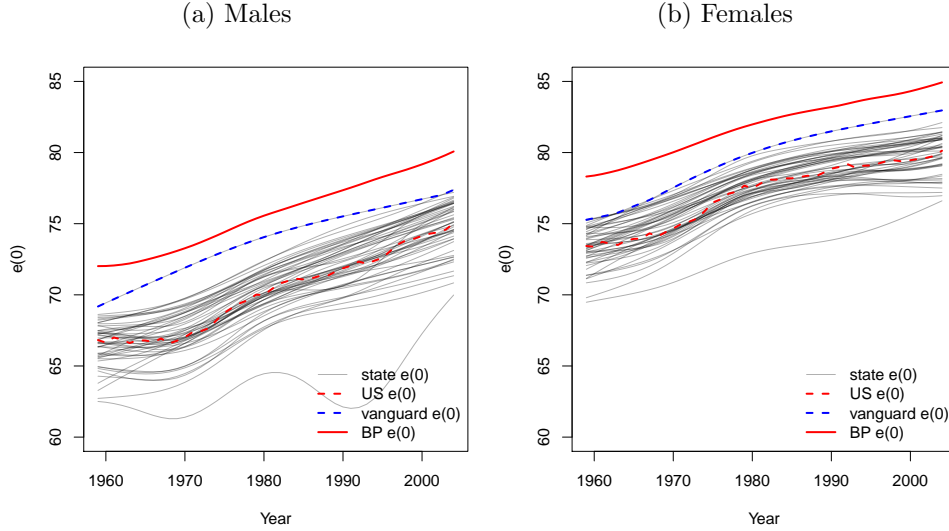 (a) Males
85
80
75
70
65
60
e(0)
1960 1970 1980 1990 2000
Year
state e(0)
US e(0)
vanguard e(0)
BP e(0)
(b) Females
85
80
75
70
65
60
e(0)
1960 1970 1980 1990 2000
Year
state e(0)
US e(0)
vanguard e(0)
BP e(0)